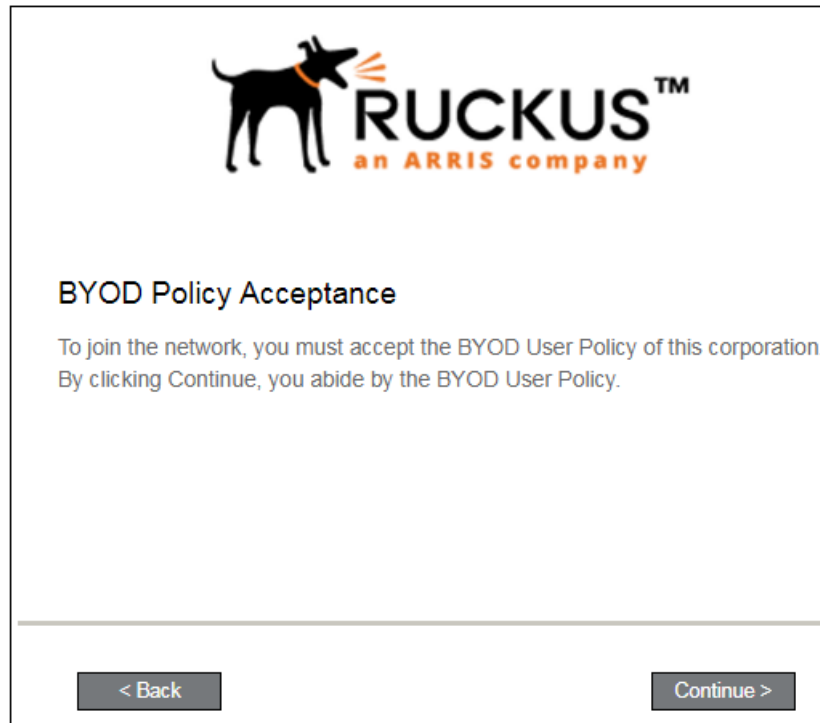 RUCKUS™
an ARRIS company
BYOD Policy Acceptance
To join the network, you must accept the BYOD User Policy of this corporation
By clicking Continue, you abide by the BYOD User Policy.
< Back
Continue >